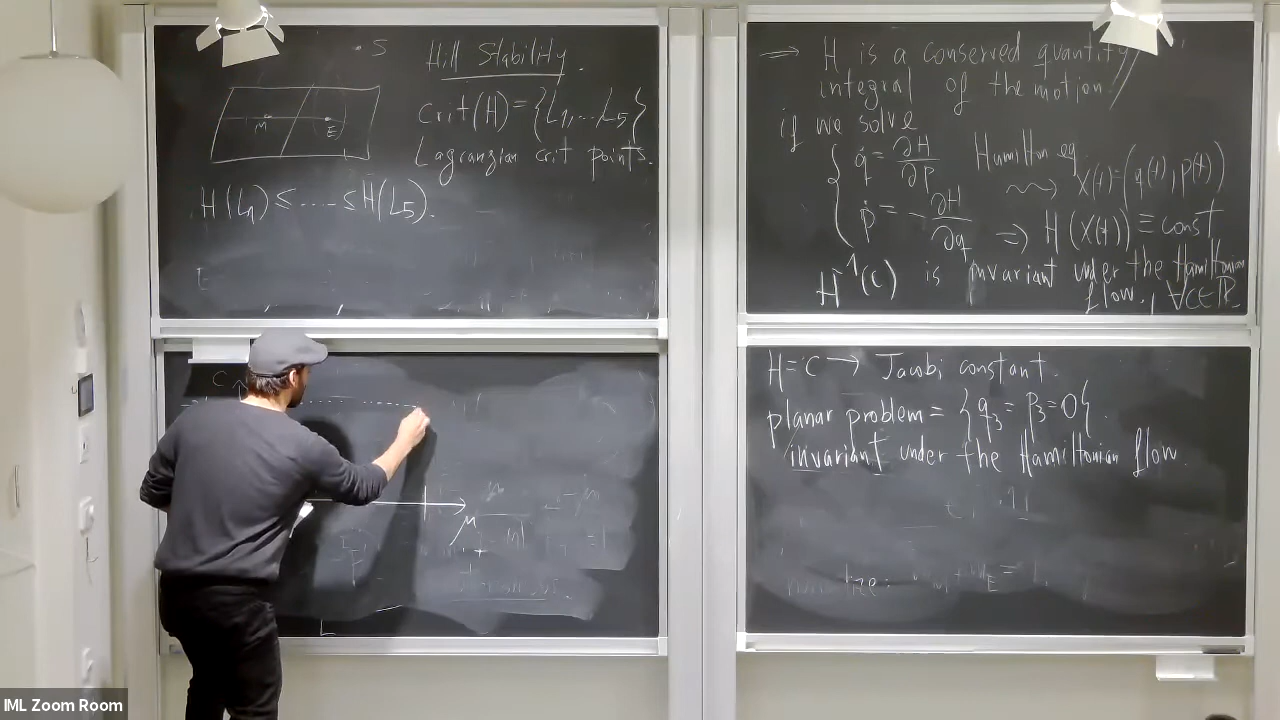 S
M
E
Hill Stability.
Crit(H) = {L1, ... L5}
Lagranzian crit points.
H(L1) ≤ .... ≤ H(L5).
C
μ
L
⇒ H is a conserved quantity/
integral of the motion.
if we solve
q̇ = ∂H/∂p
ṗ = -∂H/∂q
Hamilton eq
⇝ X(t) = (q(t), p(t))
⇒ H(X(t)) ≡ const
H⁻¹(c) is invariant under the Hamiltonian
flow, ∀c∈ℝ
H=C → Jacobi constant.
planar problem = {q3 = p3 = 0}.
invariant under the Hamiltonian flow.
IML Zoom Room